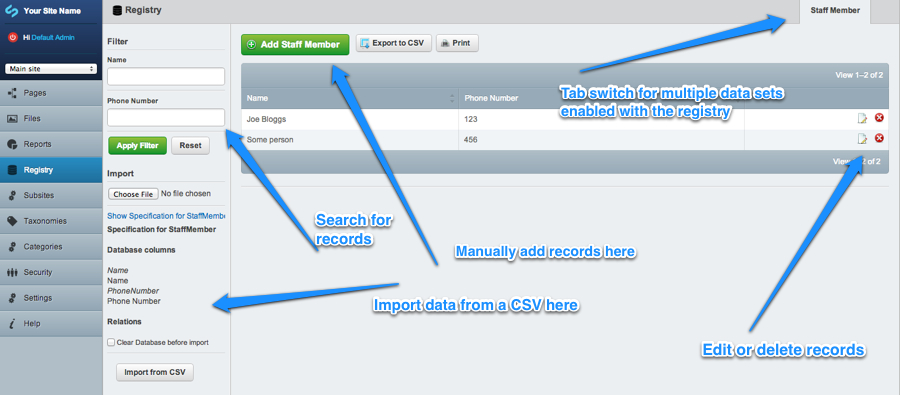 Your Site Name
Hi Default Admin
Main site
Pages
Files
Reports
Registry
Subsites
Taxonomies
Categories
Security
Settings
Help
Registry
Staff Member
Filter
Name
Phone Number
Apply Filter
Reset
Import
Choose File No file chosen
Show Specification for StaffMembe
Specification for StaffMember
Database columns
Name
Name
PhoneNumber
Phone Number
Relations
Clear Database before import
Import from CSV
Add Staff Member
Export to CSV
Print
View 1–2 of 2
Name Phone Number
Joe Bloggs 123
Some person 456
View 1–2 of 2
Tab switch for multiple data sets
enabled with the registry
Search for
records
Manually add records here
Import data from a CSV here
Edit or delete records